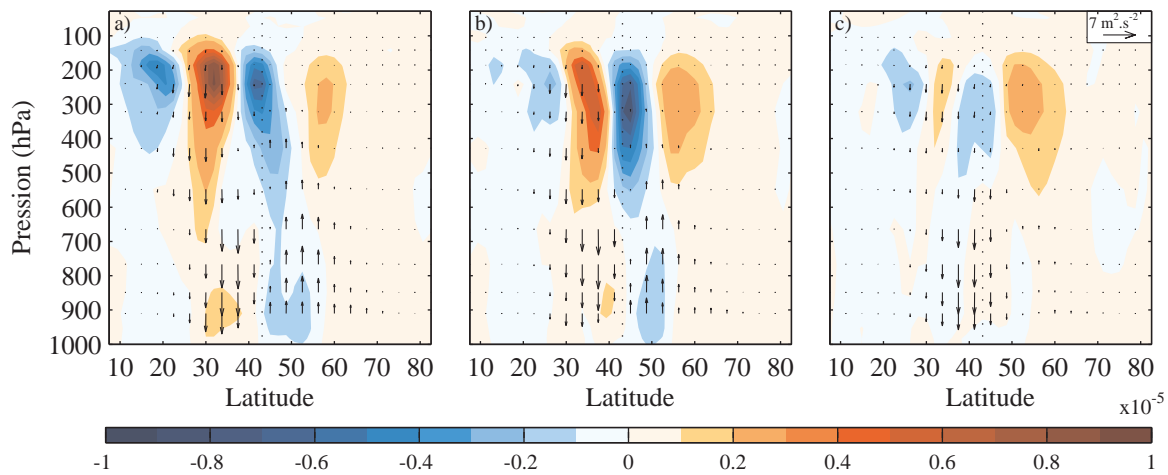 a)
b)
c)
7 m².s⁻²
Pression (hPa)
100
200
300
400
500
600
700
800
900
1000
10 20 30 40 50 60 70 80
10 20 30 40 50 60 70 80
10 20 30 40 50 60 70 80
Latitude
Latitude
Latitude
x10⁻⁵
-1 -0.8 -0.6 -0.4 -0.2 0 0.2 0.4 0.6 0.8 1